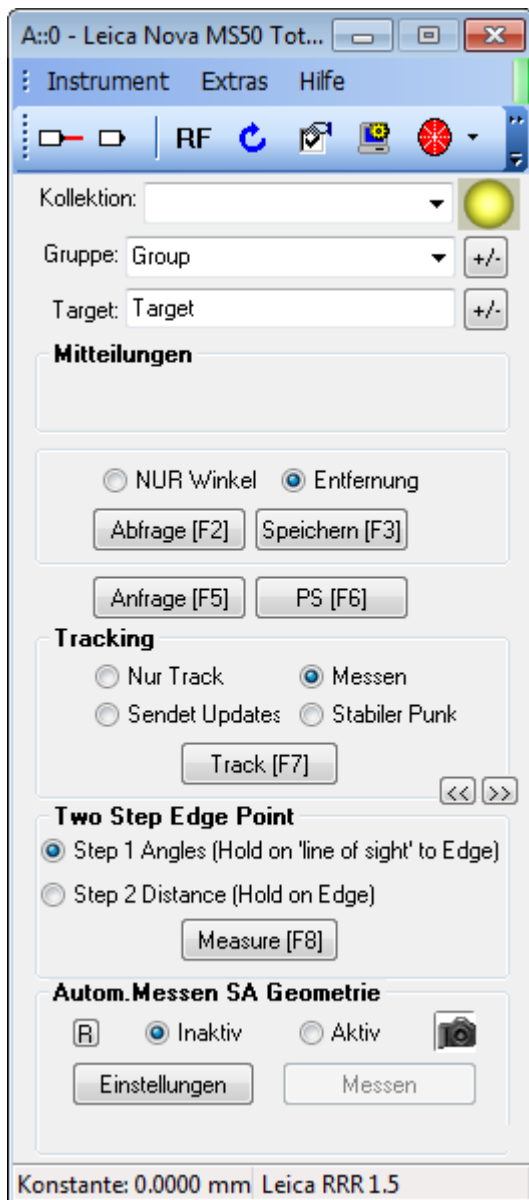 A::0 - Leica Nova MS50 Tot...
Instrument Extras Hilfe
RF
Kollektion:
Gruppe: Group +/-
Target: Target +/-
Mitteilungen
NUR Winkel Entfernung
Abfrage [F2] Speichern [F3]
Anfrage [F5] PS [F6]
Tracking
Nur Track Messen
Sendet Updates Stabiler Punk
Track [F7]
<< >>
Two Step Edge Point
Step 1 Angles (Hold on 'line of sight' to Edge)
Step 2 Distance (Hold on Edge)
Measure [F8]
Autom.Messen SA Geometrie
R Inaktiv Aktiv
Einstellungen Messen
Konstante: 0.0000 mm Leica RRR 1.5